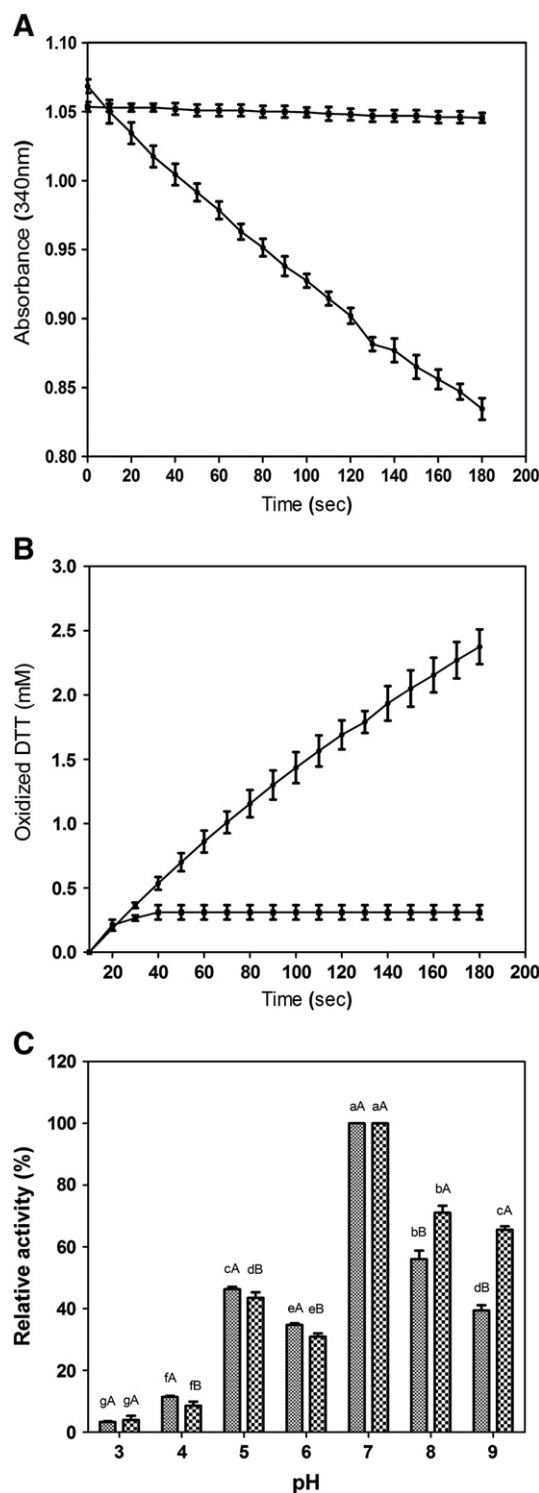 A
1.10
1.05
1.00
0.95
0.90
0.85
0.80
Absorbance (340nm)
0 20 40 60 80 100 120 140 160 180 200
Time (sec)
B
3.0
2.5
2.0
1.5
1.0
0.5
0.0
Oxidized DTT (mM)
20 40 60 80 100 120 140 160 180 200
Time (sec)
C
120
100
80
60
40
20
0
Relative activity (%)
gA gA fA fB cA dB eA eB aA aA bB bA dB cA
3 4 5 6 7 8 9
pH